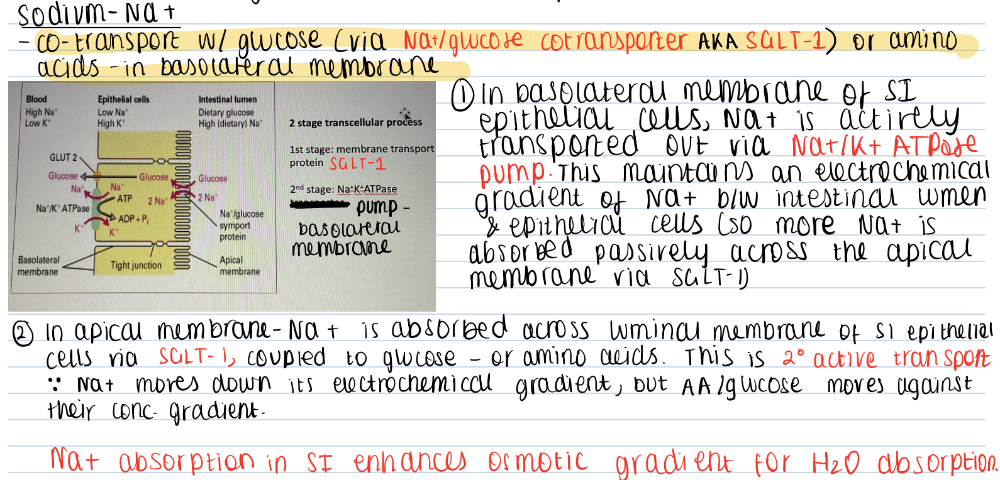 Sodium- Na+
- co-transport w/ glucose (via Na+/glucose cotransporter AKA SGLT-1) or amino
acids - in basolateral membrane
Blood
High Na⁺
Low K⁺
Epithelial cells
Low Na⁺
High K⁺
Intestinal lumen
Dietary glucose
High (dietary) Na⁺
GLUT 2
Glucose
Glucose
Glucose
Na⁺
Na⁺
ATP
2 Na⁺
2 Na⁺
Na⁺/K⁺ ATPase
ADP + Pᵢ
K⁺
K⁺
Na⁺/glucose
symport
protein
Basolateral
membrane
Tight junction
Apical
membrane
2 stage transcellular process
1st stage: membrane transport
protein SGLT-1
2nd stage: Na⁺K⁺ATPase
pump -
basolateral
membrane
① In basolateral membrane of SI
epithelial cells, Na+ is actively
transported out via Na+/K+ ATPase
pump. This maintains an electrochemical
gradient of Na+ b/w intestinal lumen
& epithelial cells (so more Na+ is
absorbed passively across the apical
membrane via SGLT-1)
② In apical membrane- Na+ is absorbed across luminal membrane of SI epithelial
cells via SGLT-1, coupled to glucose - or amino acids. This is 2° active transport
∵ Na+ moves down its electrochemical gradient, but AA/glucose moves against
their conc. gradient.
Na+ absorption in SI enhances osmotic gradient for H2O absorption.